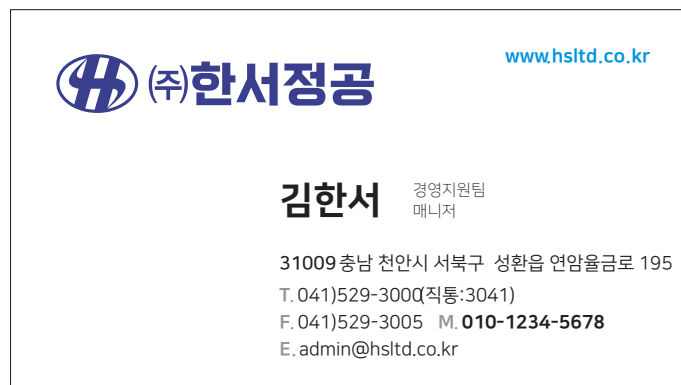 ㈜한서정공
www.hsltd.co.kr
김한서
경영지원팀
매니저
31009 충남 천안시 서북구 성환읍 연암율금로 195
T. 041)529-3000(직통:3041)
F. 041)529-3005 M. 010-1234-5678
E. admin@hsltd.co.kr